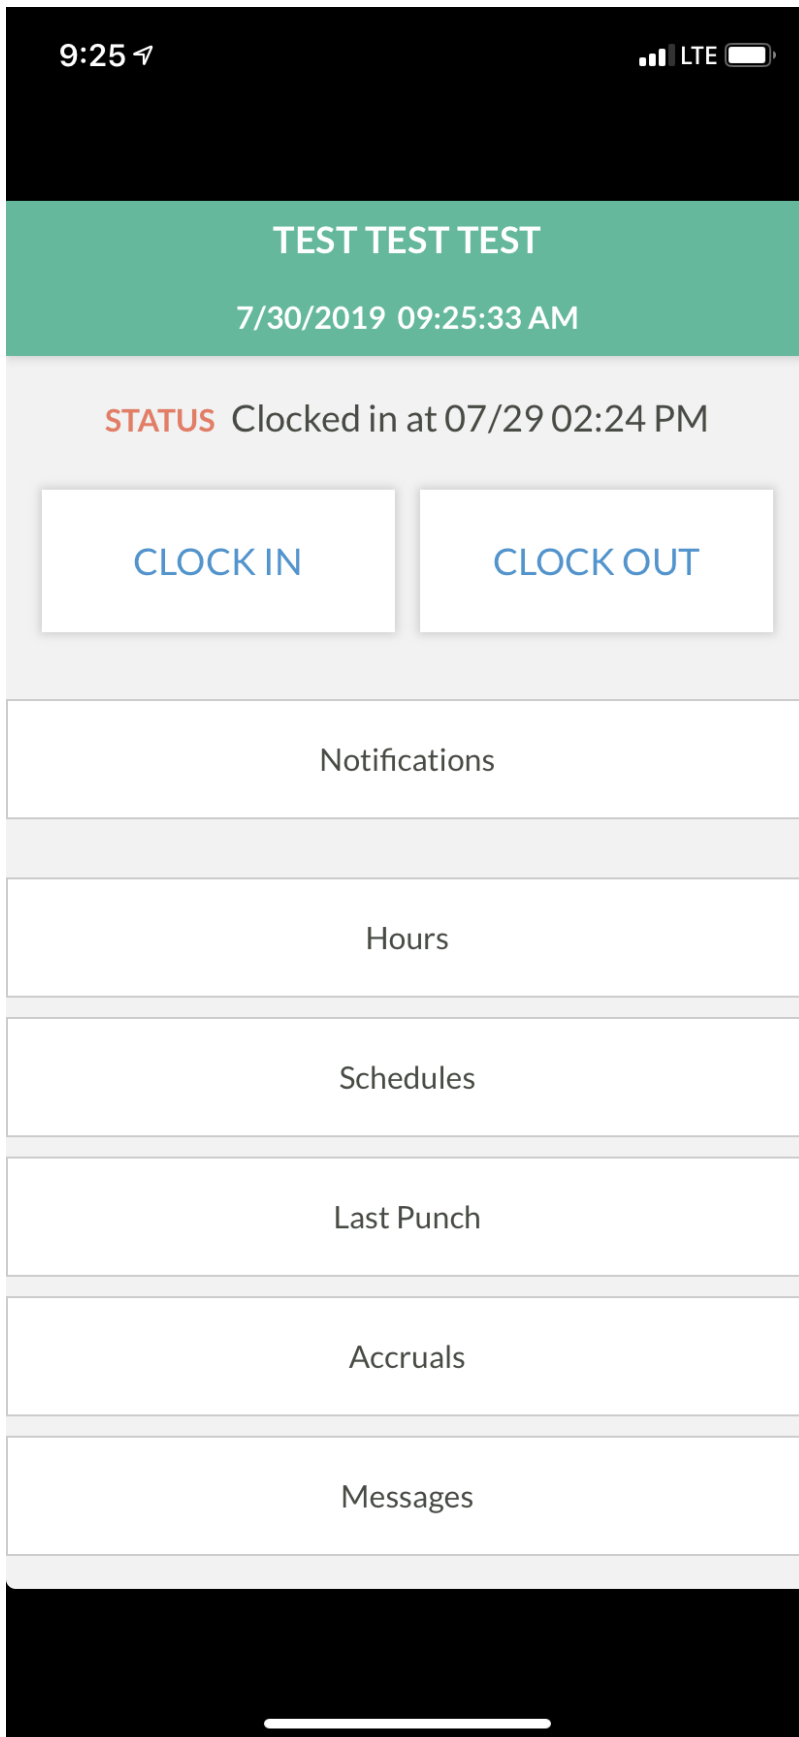 9:25 LTE
TEST TEST TEST
7/30/2019 09:25:33 AM
STATUS Clocked in at 07/29 02:24 PM
CLOCK IN CLOCK OUT
Notifications
Hours
Schedules
Last Punch
Accruals
Messages